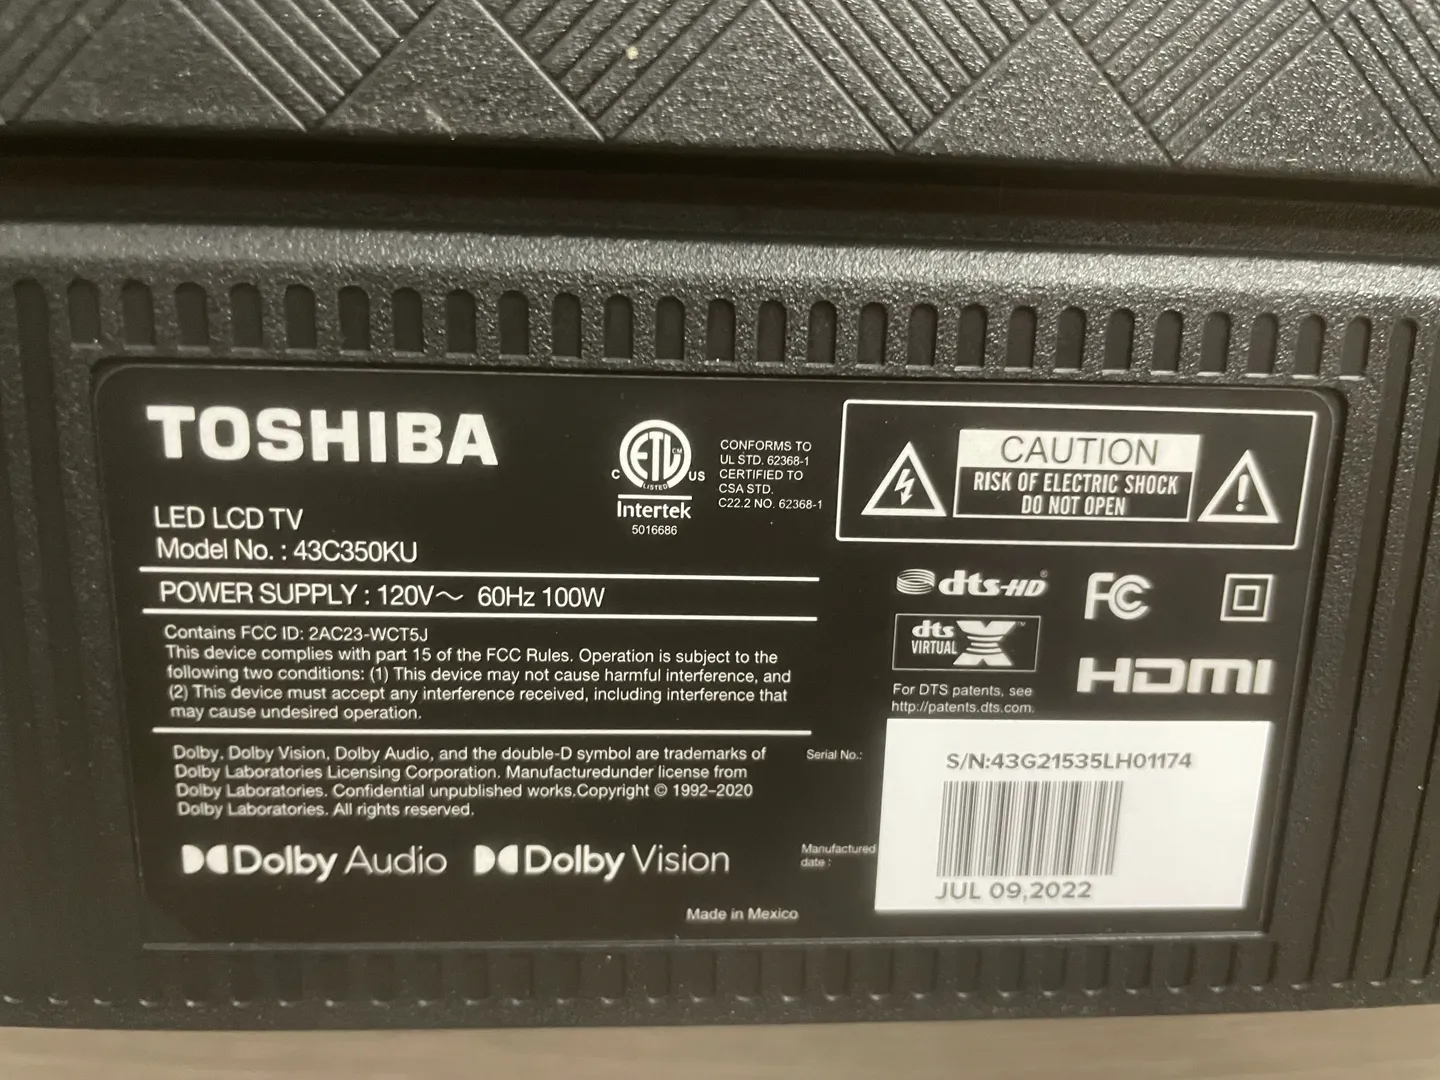 TOSHIBA
LED LCD TV
Model No. : 43C350KU
POWER SUPPLY : 120V～ 60Hz 100W
Contains FCC ID: 2AC23-WCT5J
This device complies with part 15 of the FCC Rules. Operation is subject to the
following two conditions: (1) This device may not cause harmful interference, and
(2) This device must accept any interference received, including interference that
may cause undesired operation.
Dolby, Dolby Vision, Dolby Audio, and the double-D symbol are trademarks of
Dolby Laboratories Licensing Corporation. Manufacturedunder license from
Dolby Laboratories. Confidential unpublished works.Copyright © 1992–2020
Dolby Laboratories. All rights reserved.
Dolby Audio Dolby Vision
Made in Mexico
ETL CM
C US
LISTED
Intertek
5016686
CONFORMS TO
UL STD. 62368-1
CERTIFIED TO
CSA STD.
C22.2 NO. 62368-1
CAUTION
RISK OF ELECTRIC SHOCK
DO NOT OPEN
dts-HD®
FC
dts X™
VIRTUAL
HDMI
For DTS patents, see
http://patents.dts.com.
Serial No.:
S/N:43G21535LH01174
Manufactured
date :
JUL 09,2022